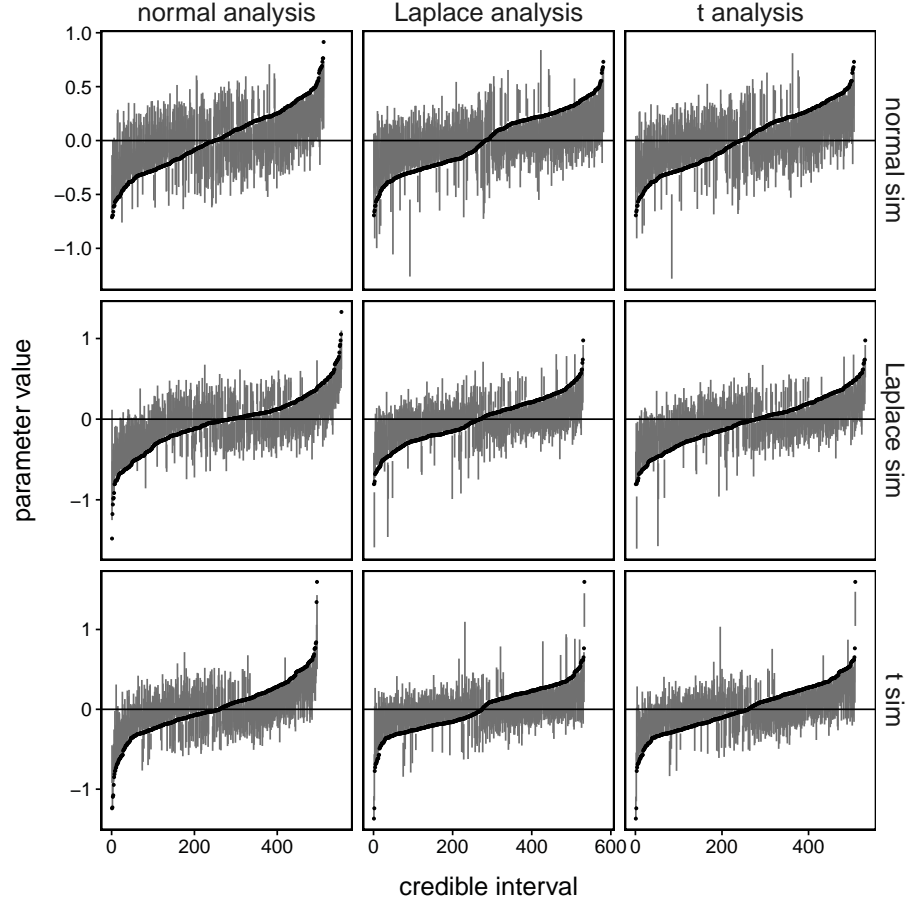 normal analysis
Laplace analysis
t analysis
1.0
0.5
0.0
−0.5
−1.0
normal sim
1
0
−1
Laplace sim
1
0
−1
t sim
0
200
400
0
200
400
600
0
200
400
parameter value
credible interval